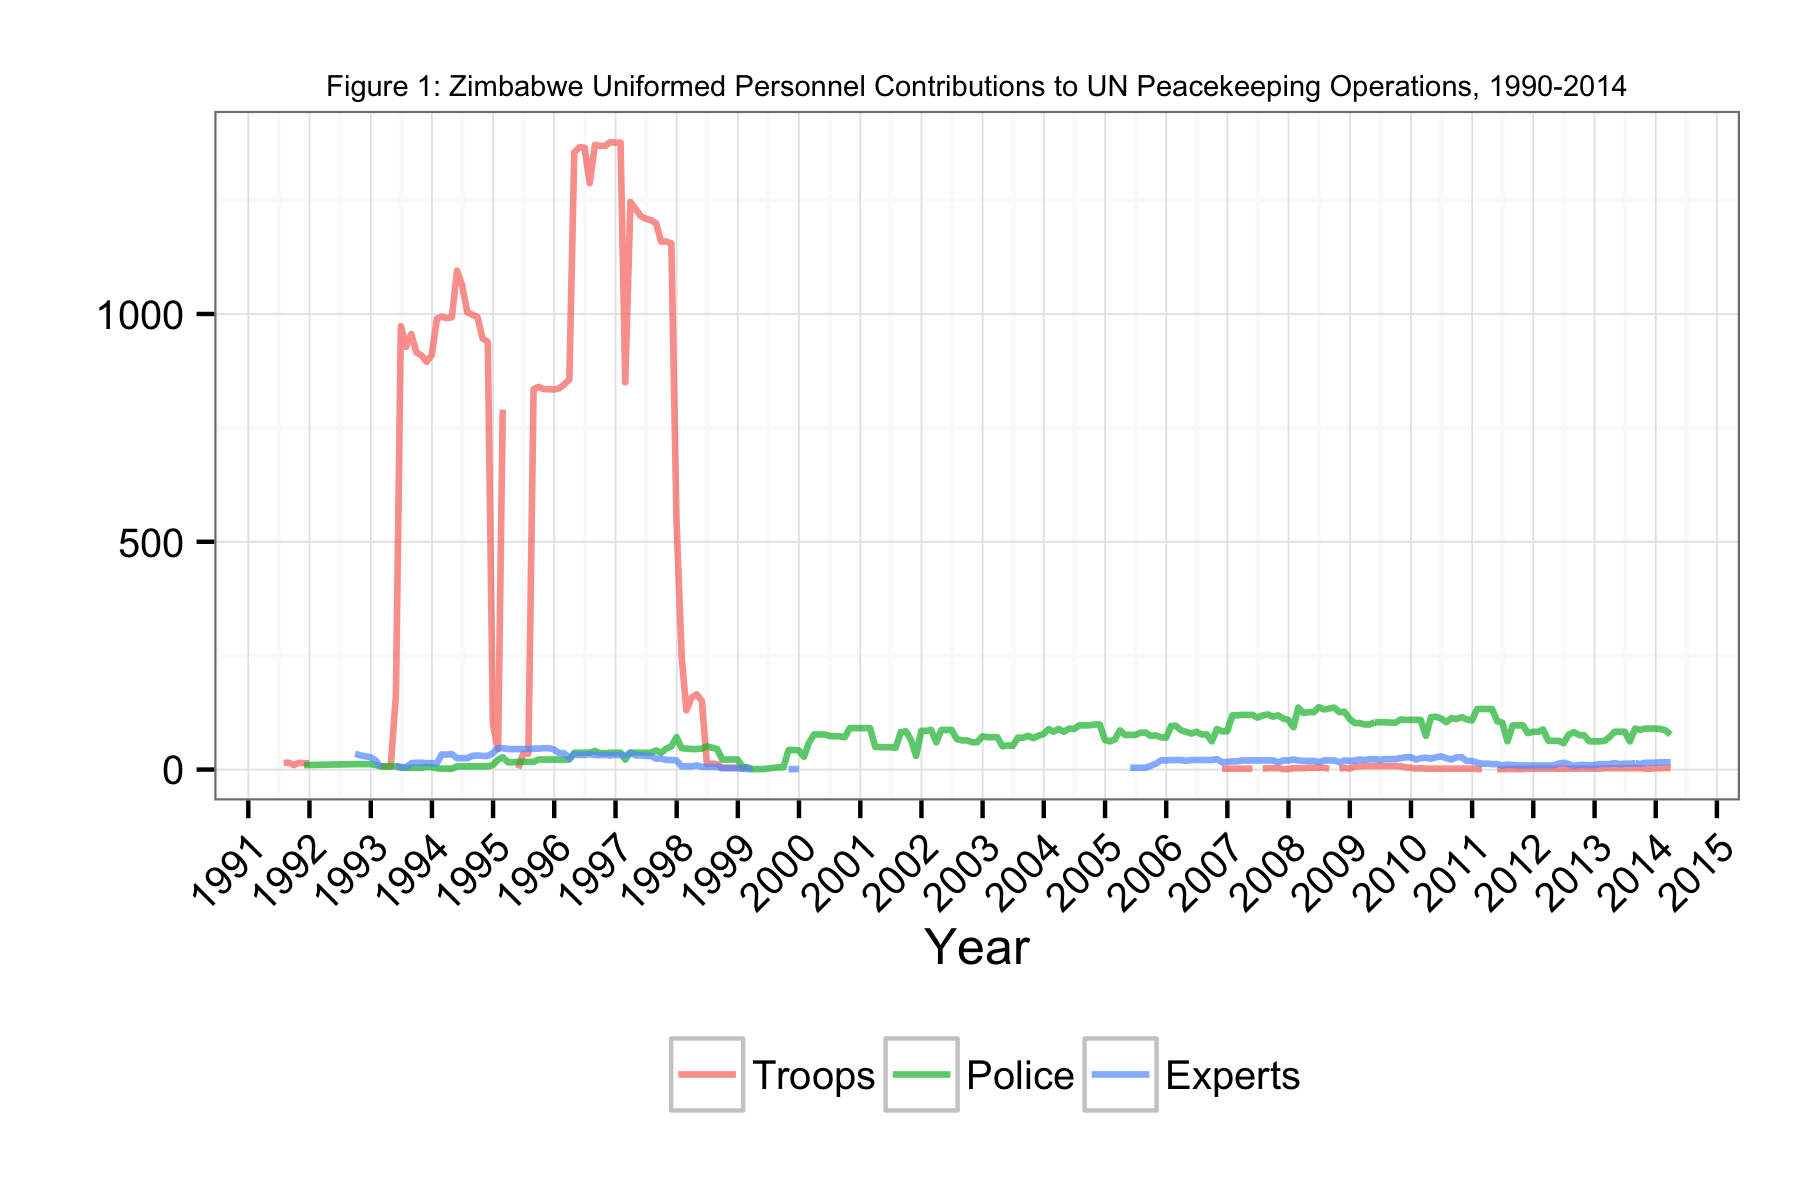 Figure 1: Zimbabwe Uniformed Personnel Contributions to UN Peacekeeping Operations, 1990-2014
1000
500
0
1991 1992 1993 1994 1995 1996 1997 1998 1999 2000 2001 2002 2003 2004 2005 2006 2007 2008 2009 2010 2011 2012 2013 2014 2015
Year
Troops Police Experts